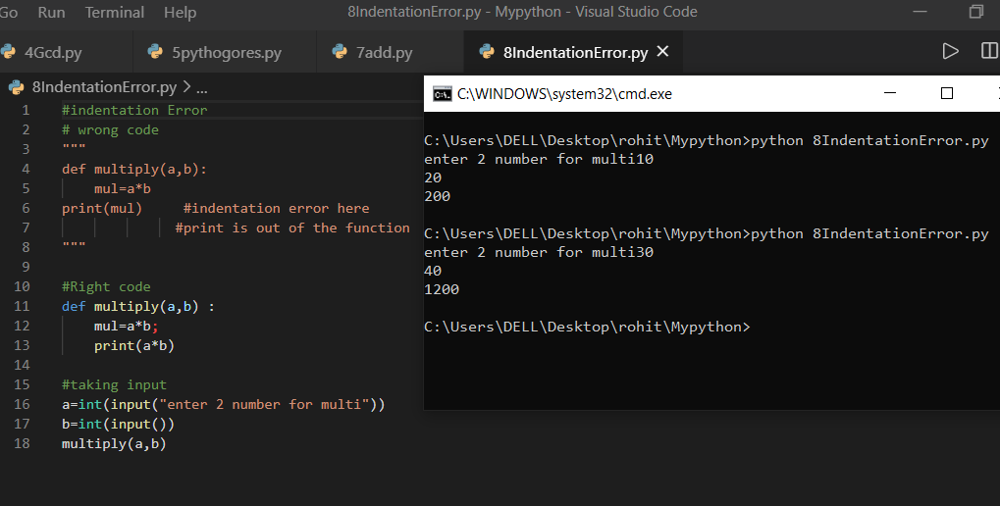 Go Run Terminal Help 8IndentationError.py - Mypython - Visual Studio Code
4Gcd.py 5pythogores.py 7add.py 8IndentationError.py
8IndentationError.py > ...
1 #indentation Error
2 # wrong code
3 """
4 def multiply(a,b):
5 mul=a*b
6 print(mul) #indentation error here
7 #print is out of the function
8 """
9
10 #Right code
11 def multiply(a,b) :
12 mul=a*b;
13 print(a*b)
14
15 #taking input
16 a=int(input("enter 2 number for multi"))
17 b=int(input())
18 multiply(a,b)
C:\WINDOWS\system32\cmd.exe
C:\Users\DELL\Desktop\rohit\Mypython>python 8IndentationError.py
enter 2 number for multi10
20
200
C:\Users\DELL\Desktop\rohit\Mypython>python 8IndentationError.py
enter 2 number for multi30
40
1200
C:\Users\DELL\Desktop\rohit\Mypython>